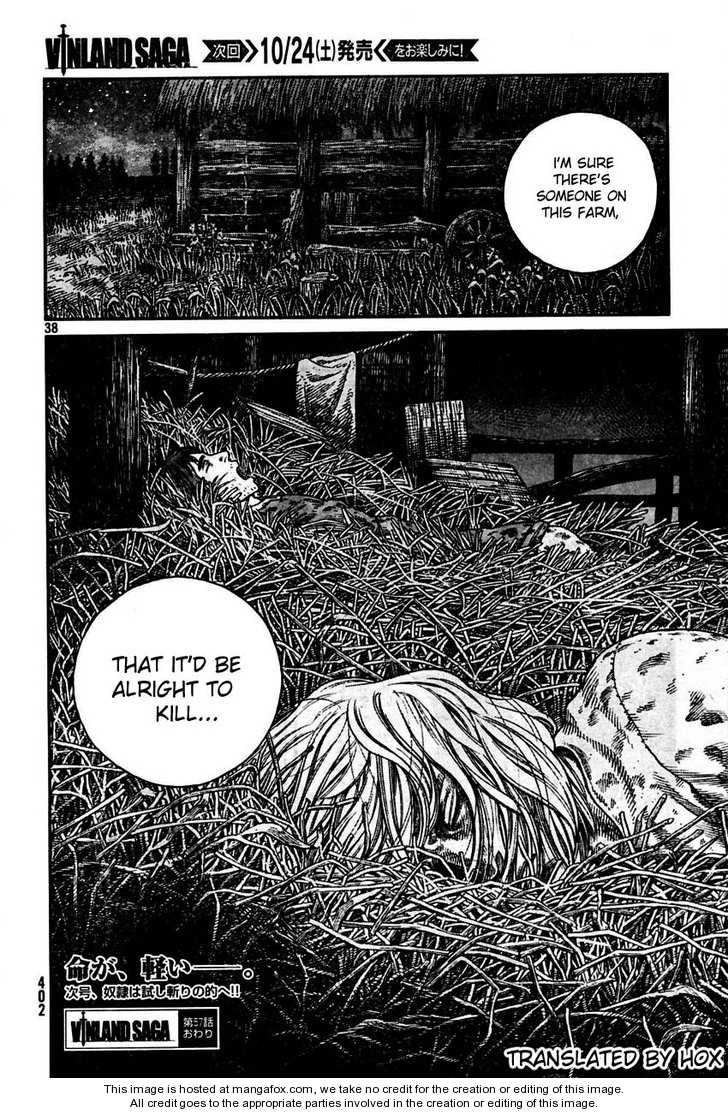 VINLAND SAGA 次回 10/24(土)発売 をお楽しみに!
I'M SURE
THERE'S
SOMEONE ON
THIS FARM,
38
THAT IT'D BE
ALRIGHT TO
KILL...
命が、軽い――。
次号、奴隷は試し斬りの的へ!!
402
VINLAND SAGA 第57話
おわり
TRANSLATED BY HOX
This image is hosted at mangafox.com, we take no credit for the creation or editing of this image.
All credit goes to the appropriate parties involved in the creation or editing of this image.